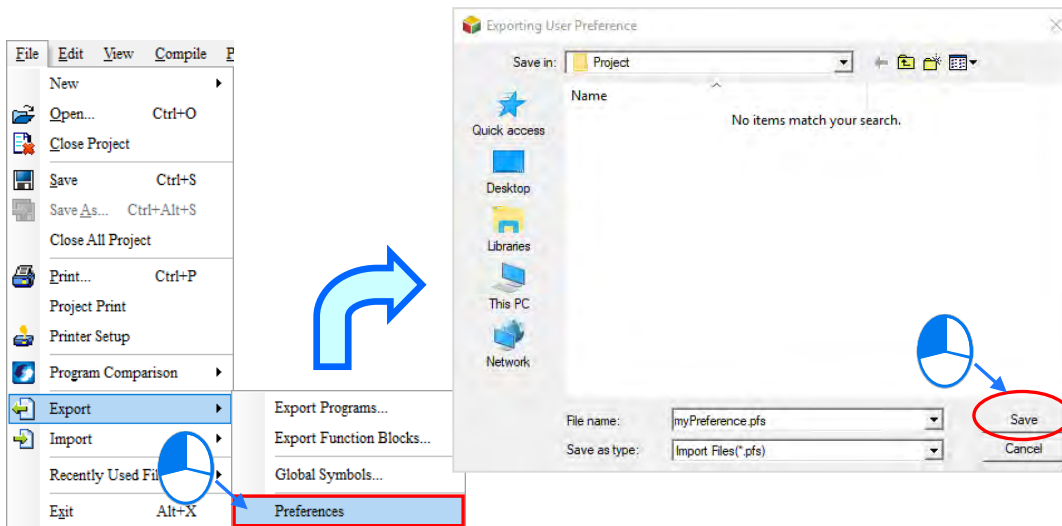 File Edit View Compile
New
Open... Ctrl+O
Close Project
Save Ctrl+S
Save As... Ctrl+Alt+S
Close All Project
Print... Ctrl+P
Project Print
Printer Setup
Program Comparison
Export
Import
Recently Used Fil
Exit Alt+X
Export Programs...
Export Function Blocks...
Global Symbols...
Preferences
Exporting User Preference
Save in: Project
Name
No items match your search.
Quick access
Desktop
Libraries
This PC
Network
File name: myPreference.pfs Save
Save as type: Import Files(*.pfs) Cancel